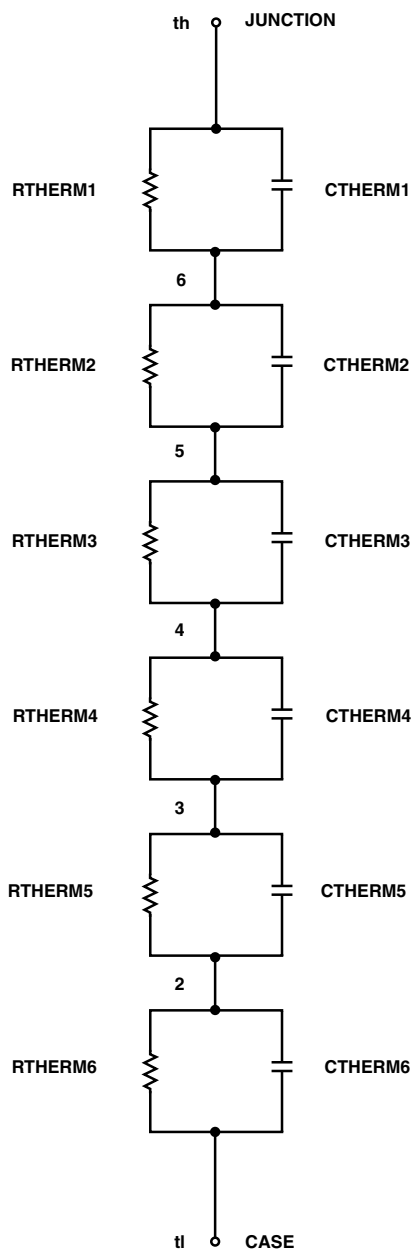 th JUNCTION
RTHERM1 CTHERM1
6
RTHERM2 CTHERM2
5
RTHERM3 CTHERM3
4
RTHERM4 CTHERM4
3
RTHERM5 CTHERM5
2
RTHERM6 CTHERM6
tl CASE